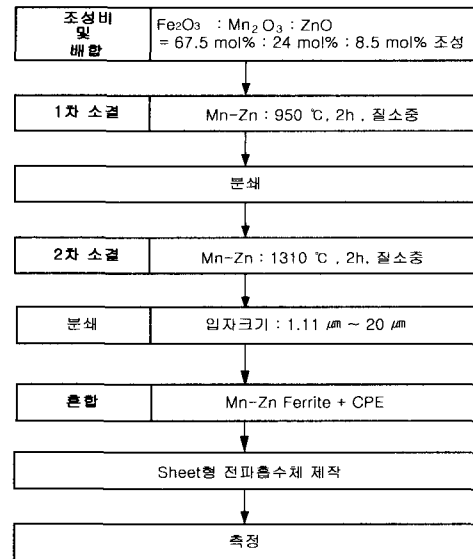 조성비
및
배합
Fe₂O₃ : Mn₂O₃ : ZnO
= 67.5 mol% : 24 mol% : 8.5 mol% 조성
1차 소결
Mn-Zn : 950 ℃, 2h, 질소중
분쇄
2차 소결
Mn-Zn : 1310 ℃, 2h, 질소중
분쇄
입자크기 : 1.11 ㎛ ~ 20 ㎛
혼합
Mn-Zn Ferrite + CPE
Sheet형 전파흡수체 제작
측정